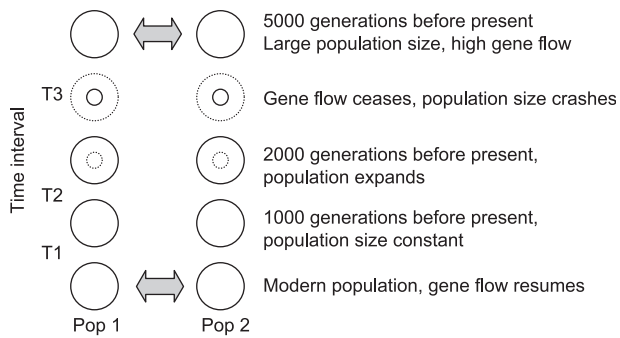 5000 generations before present
Large population size, high gene flow
T3
Gene flow ceases, population size crashes
Time interval
2000 generations before present,
population expands
T2
1000 generations before present,
population size constant
T1
Modern population, gene flow resumes
Pop 1
Pop 2